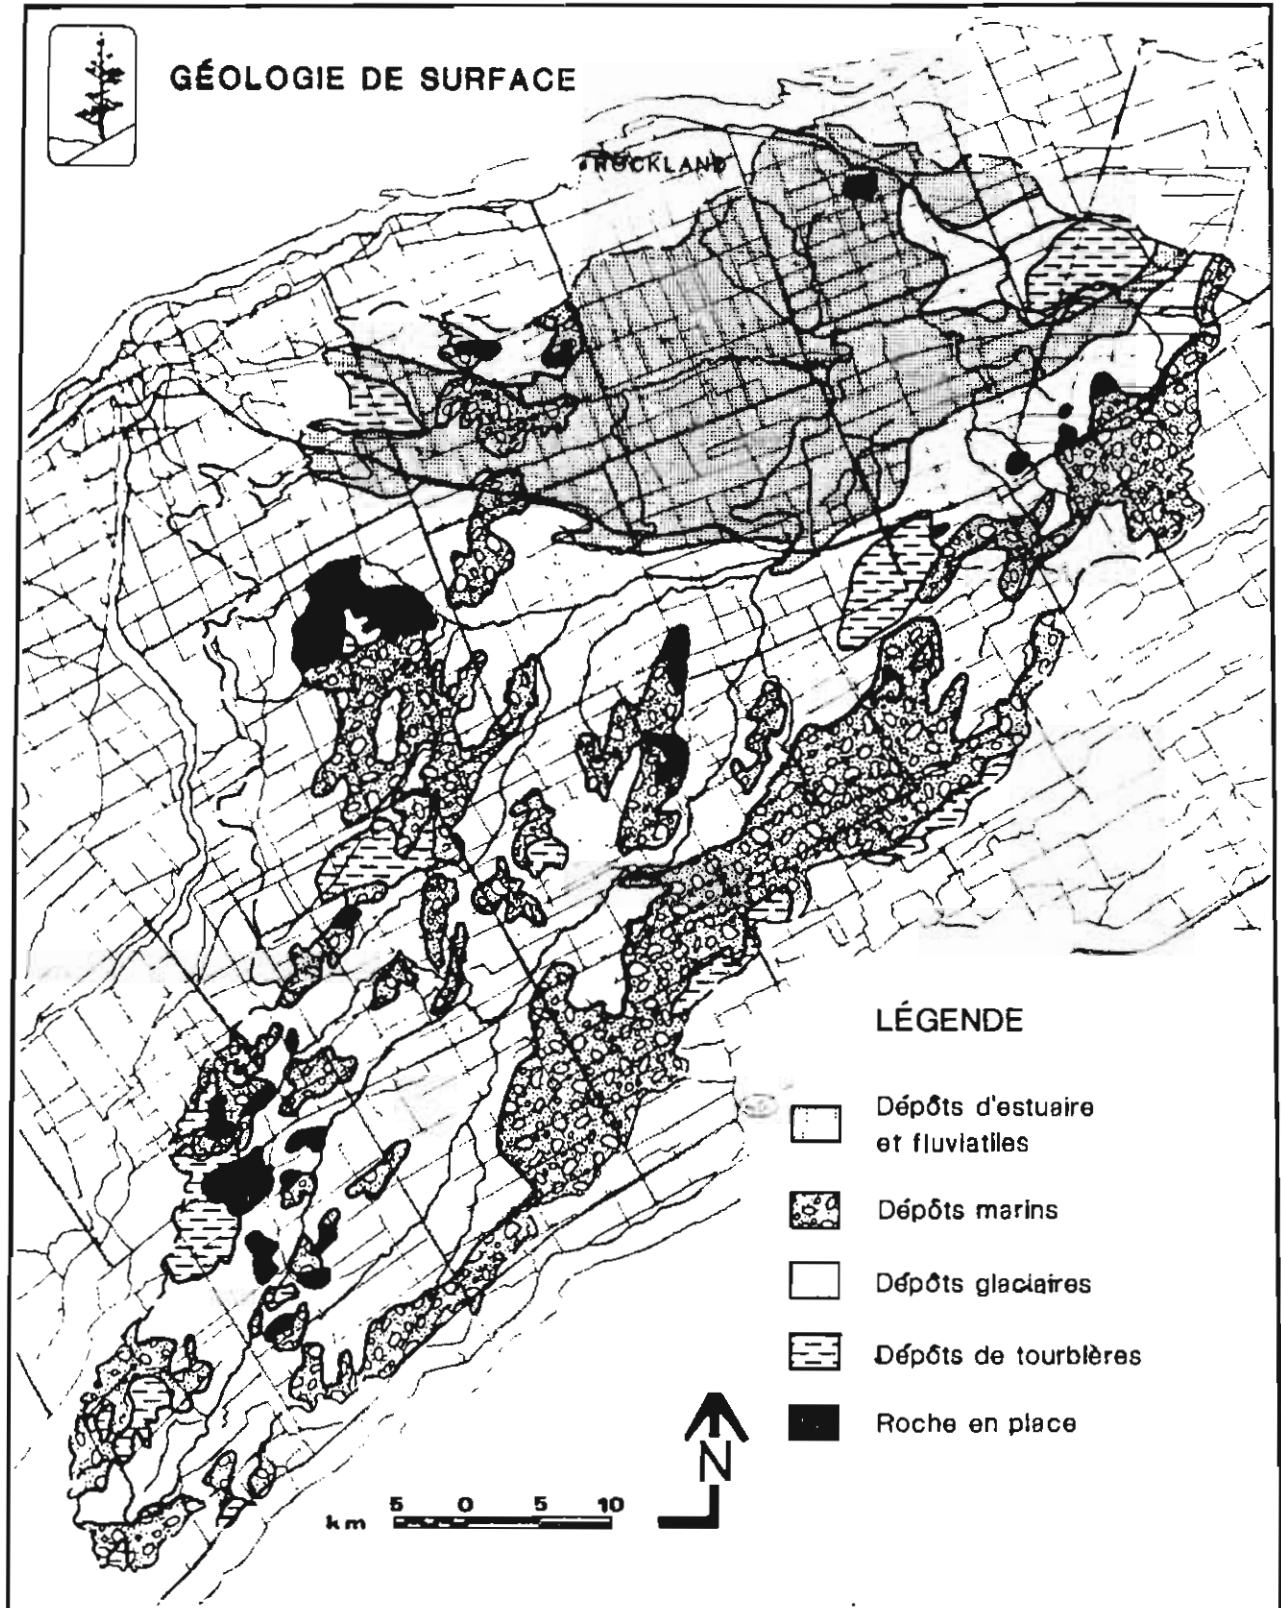 GÉOLOGIE DE SURFACE
ROCKLAND
LÉGENDE
Dépôts d'estuaire
et fluviatiles
Dépôts marins
Dépôts glaciaires
Dépôts de tourbières
Roche en place
N
5 0 5 10
km